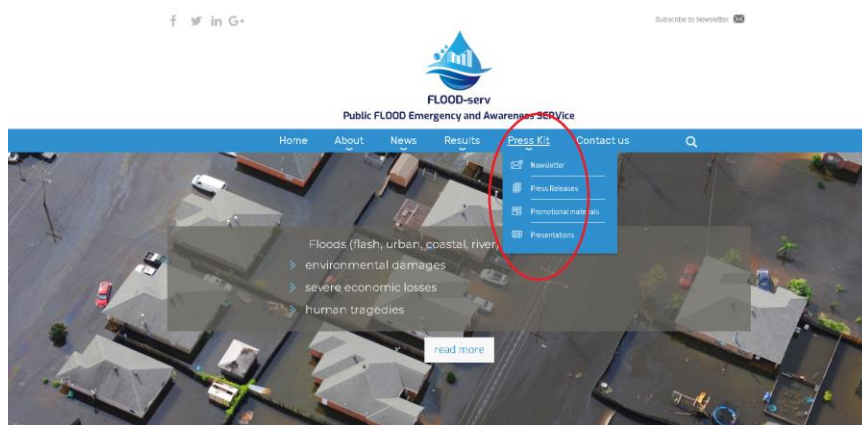 f in G+
Subscribe to Newsletter
FLOOD-serv
Public FLOOD Emergency and Awareness SERVice
Home About News Results Press Kit Contact us
Newsletter
Press Releases
Promotional materials
Presentations
Floods (flash, urban, coastal, river)
environmental damages
severe economic losses
human tragedies
read more